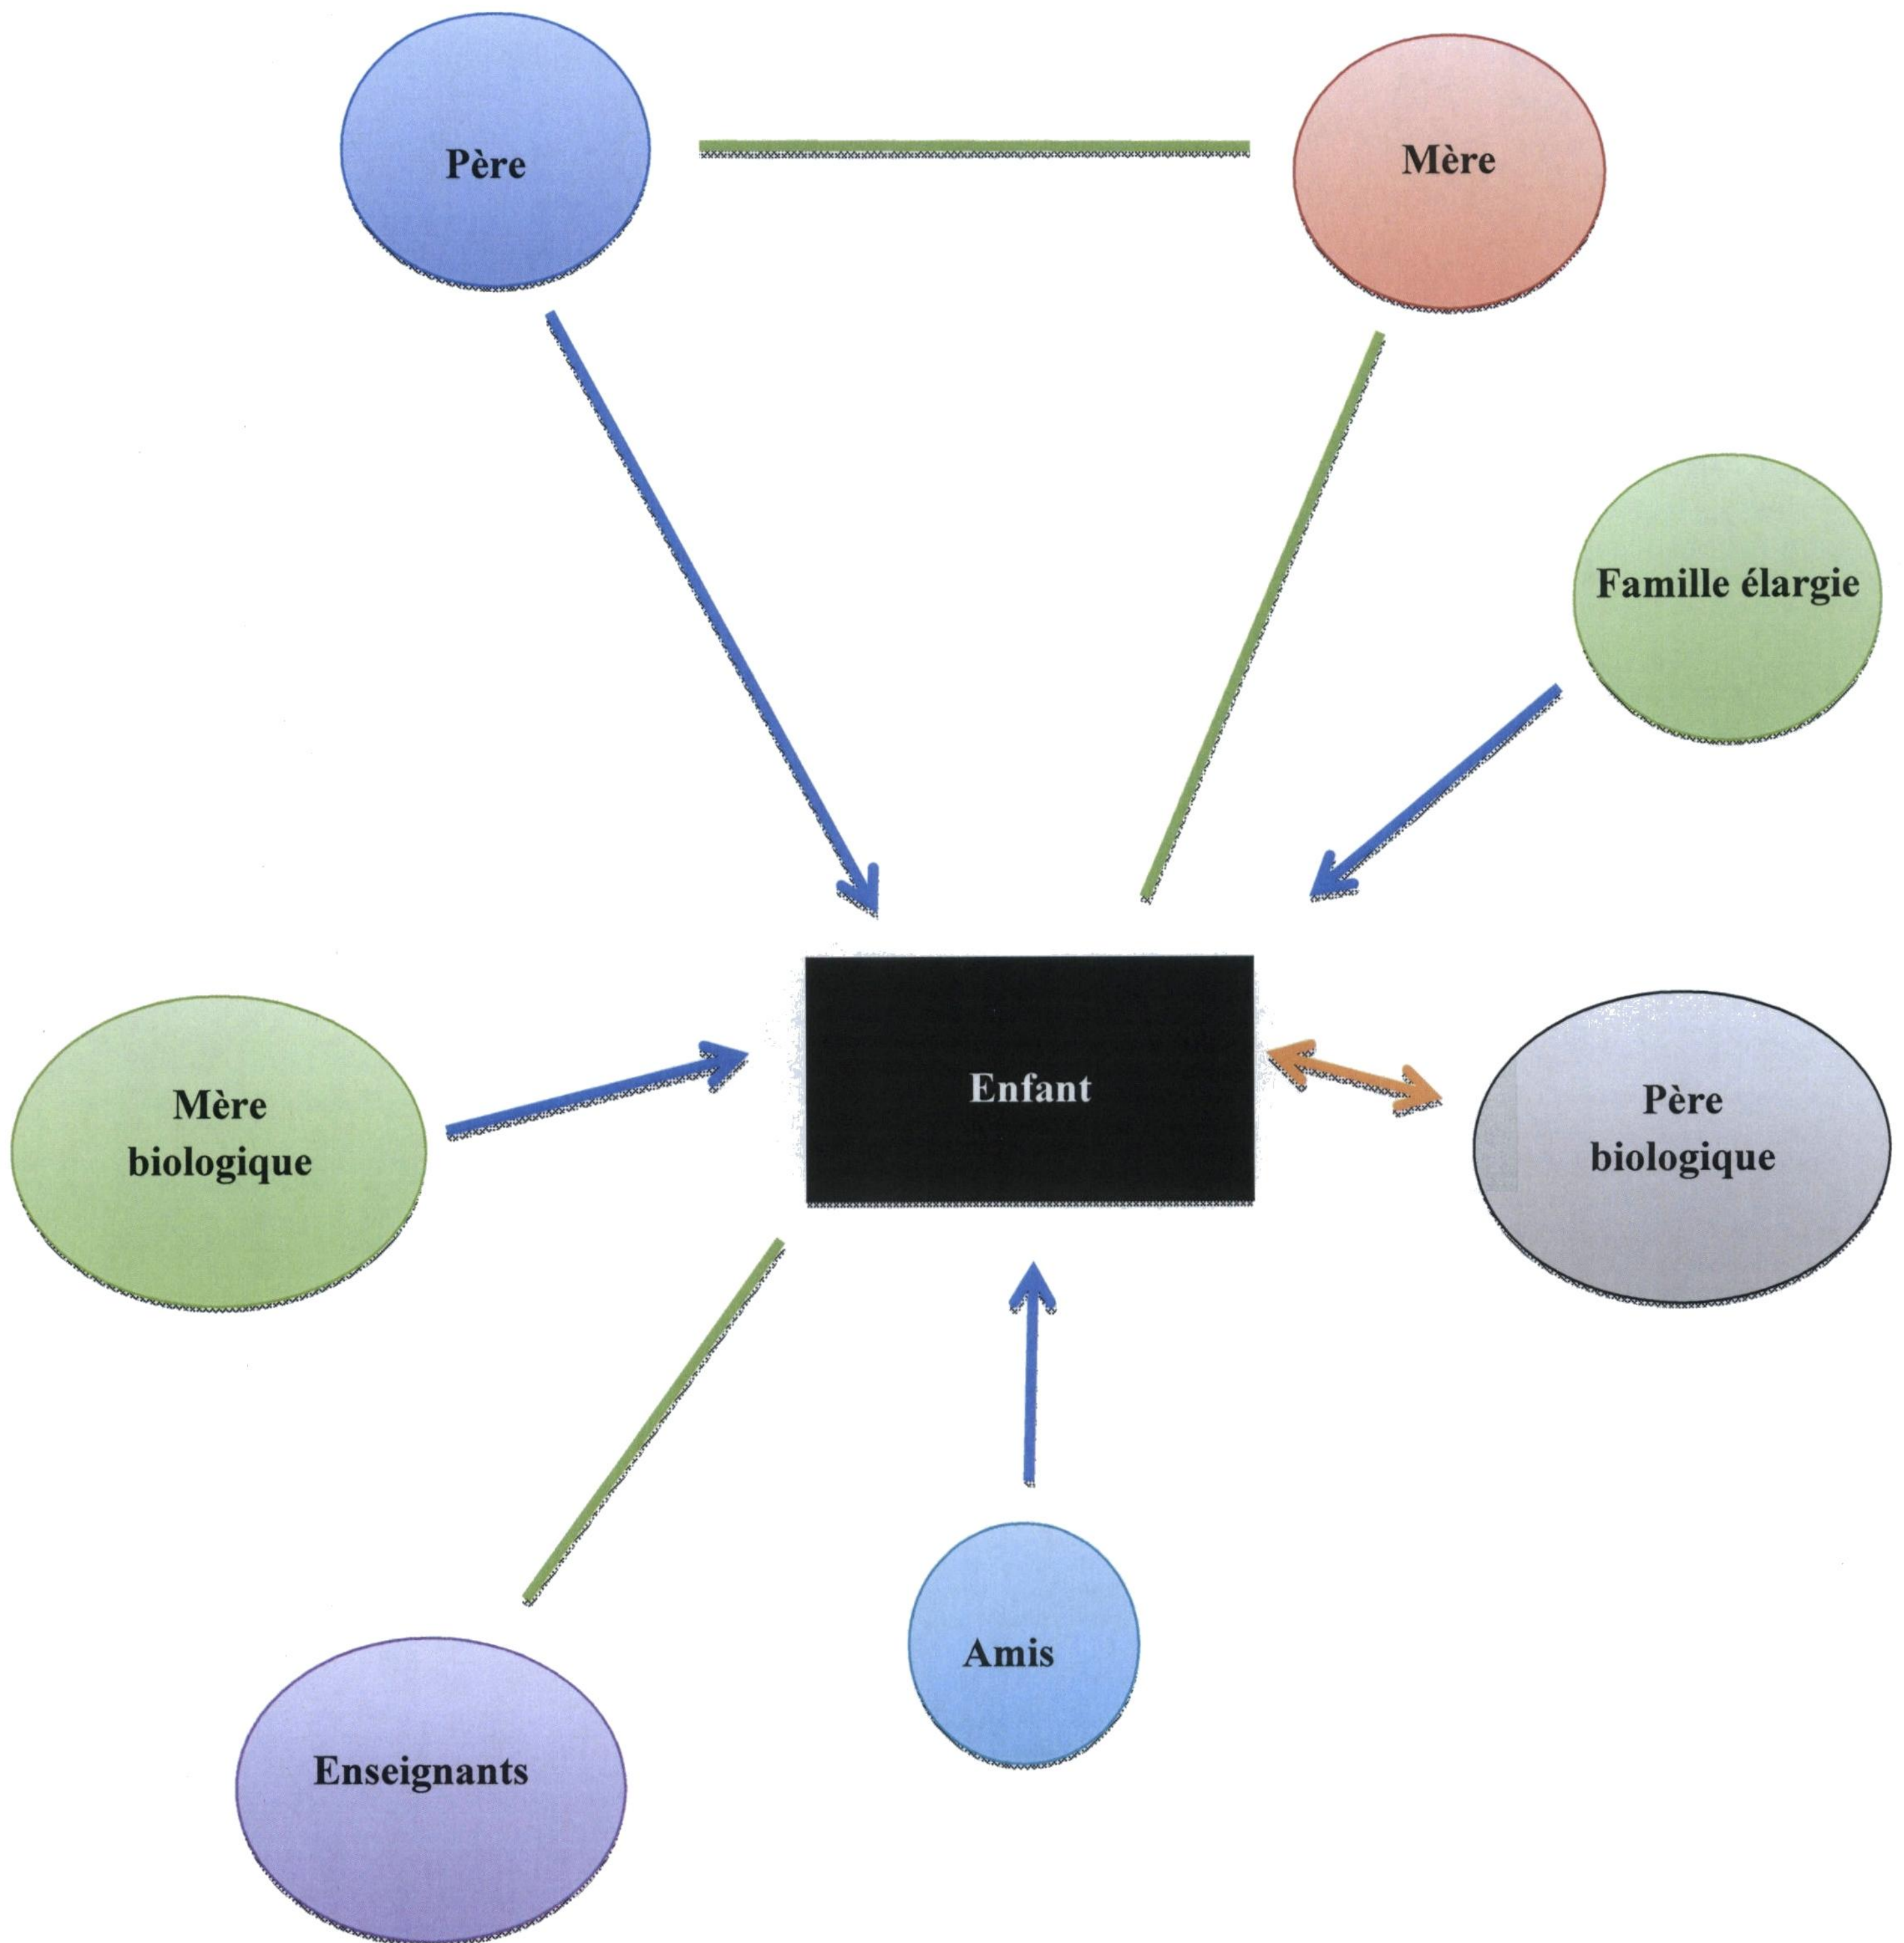 Père
Mère
Famille élargie
Mère
biologique
Enfant
Père
biologique
Amis
Enseignants